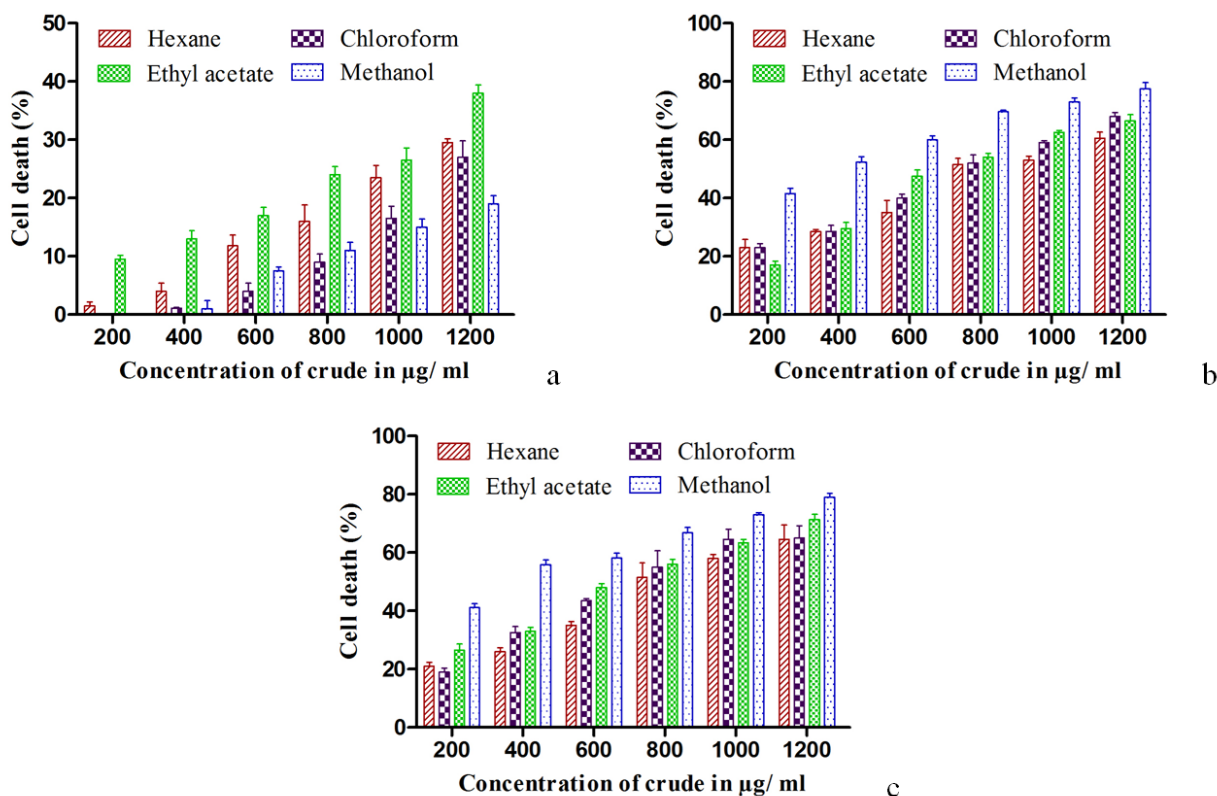 50
40
30
20
10
0
Cell death (%)
Hexane
Chloroform
Ethyl acetate
Methanol
200 400 600 800 1000 1200
Concentration of crude in µg/ ml
a
100
80
60
40
20
0
Cell death (%)
Hexane
Chloroform
Ethyl acetate
Methanol
200 400 600 800 1000 1200
Concentration of crude in µg/ ml
b
100
80
60
40
20
0
Cell death (%)
Hexane
Chloroform
Ethyl acetate
Methanol
200 400 600 800 1000 1200
Concentration of crude in µg/ ml
c